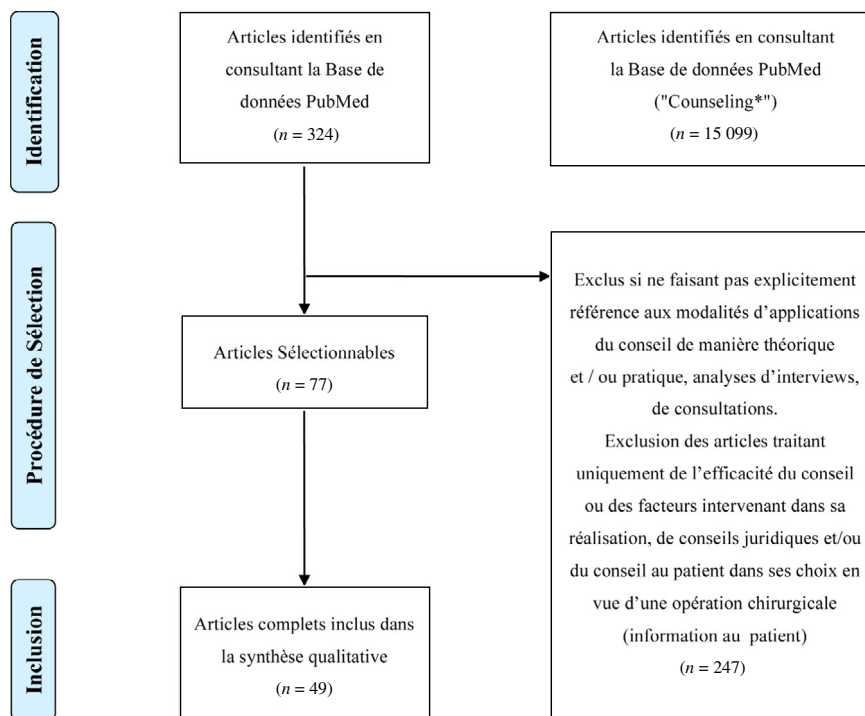 Identification
Articles identifiés en
consultant la Base de
données PubMed
(n = 324)
Articles identifiés en consultant
la Base de données PubMed
("Counseling*")
(n = 15 099)
Procédure de Sélection
Articles Sélectionnables
(n = 77)
Exclus si ne faisant pas explicitement
référence aux modalités d’applications
du conseil de manière théorique
et / ou pratique, analyses d’interviews,
de consultations.
Exclusion des articles traitant
uniquement de l’efficacité du conseil
ou des facteurs intervenant dans sa
réalisation, de conseils juridiques et/ou
du conseil au patient dans ses choix en
vue d’une opération chirurgicale
(information au patient)
(n = 247)
Inclusion
Articles complets inclus dans
la synthèse qualitative
(n = 49)